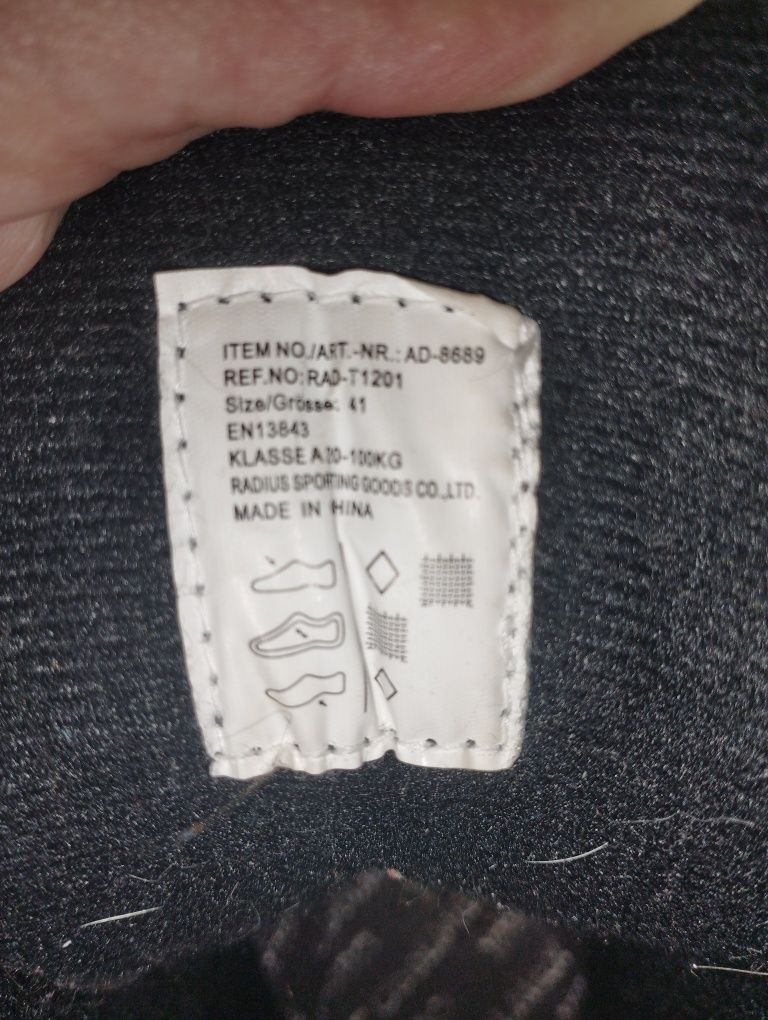 ITEM NO./ART.-NR.: AD-8689
REF.NO: RAD-T1201
Size/Grösse: 41
EN13843
KLASSE A 20-100KG
RADIUS SPORTING GOODS CO.,LTD.
MADE IN HINA